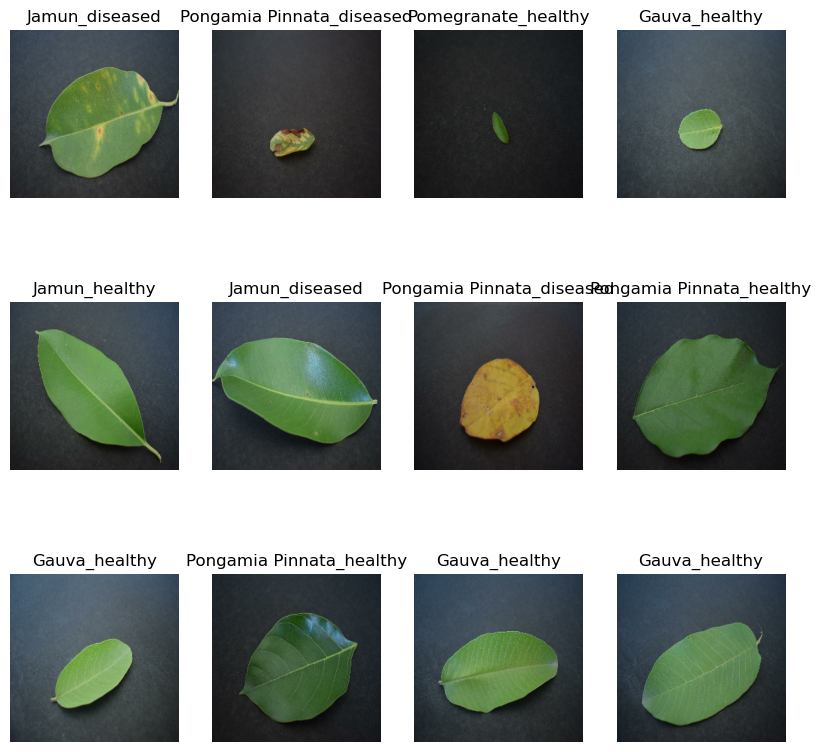 Jamun_diseased
Pongamia Pinnata_diseased
Pomegranate_healthy
Gauva_healthy
Jamun_healthy
Jamun_diseased
Pongamia Pinnata_diseased
Pongamia Pinnata_healthy
Gauva_healthy
Pongamia Pinnata_healthy
Gauva_healthy
Gauva_healthy